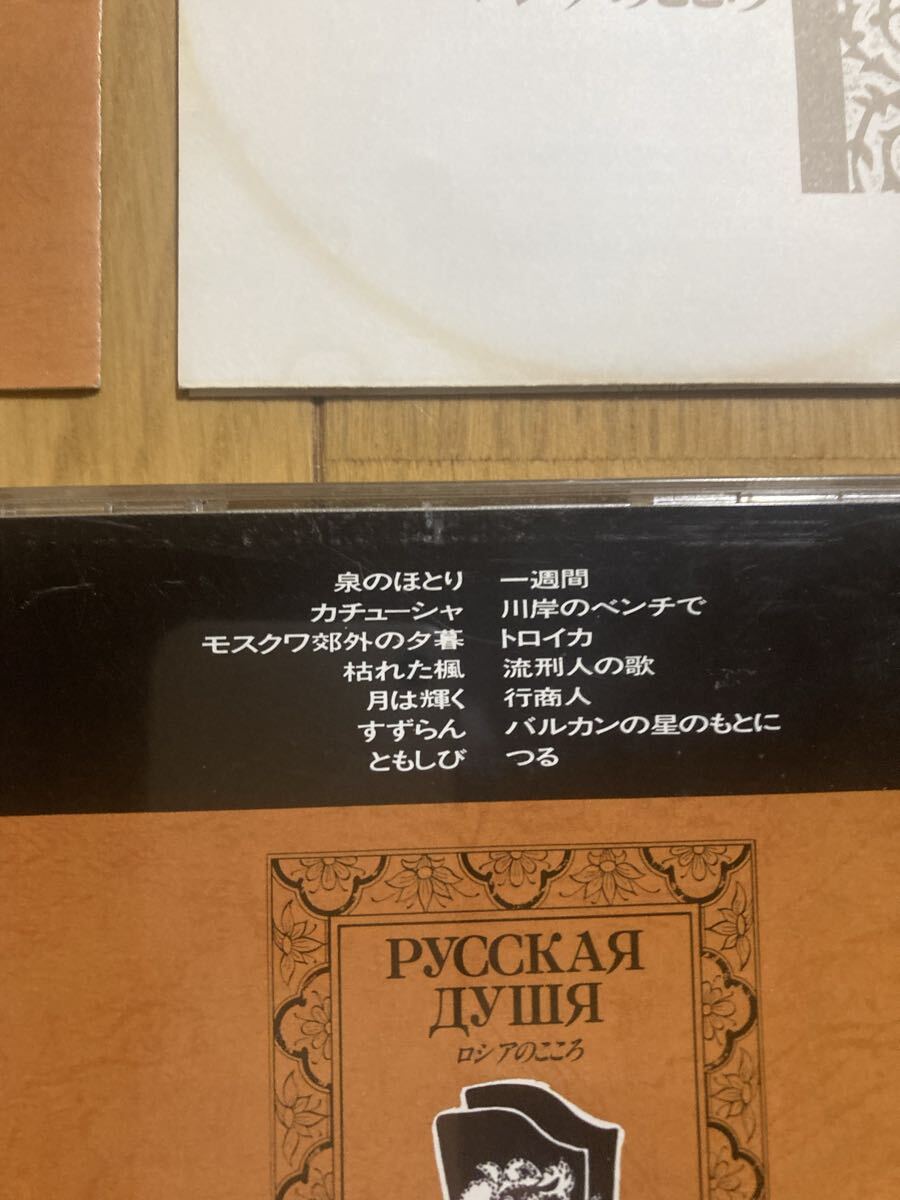 泉のほとり 一週間
カチューシャ 川岸のベンチで
モスクワ郊外の夕暮 トロイカ
枯れた楓 流刑人の歌
月は輝く 行商人
すずらん バルカンの星のもとに
ともしび つる
РУССКАЯ
ДУШЯ
ロシアのこころ